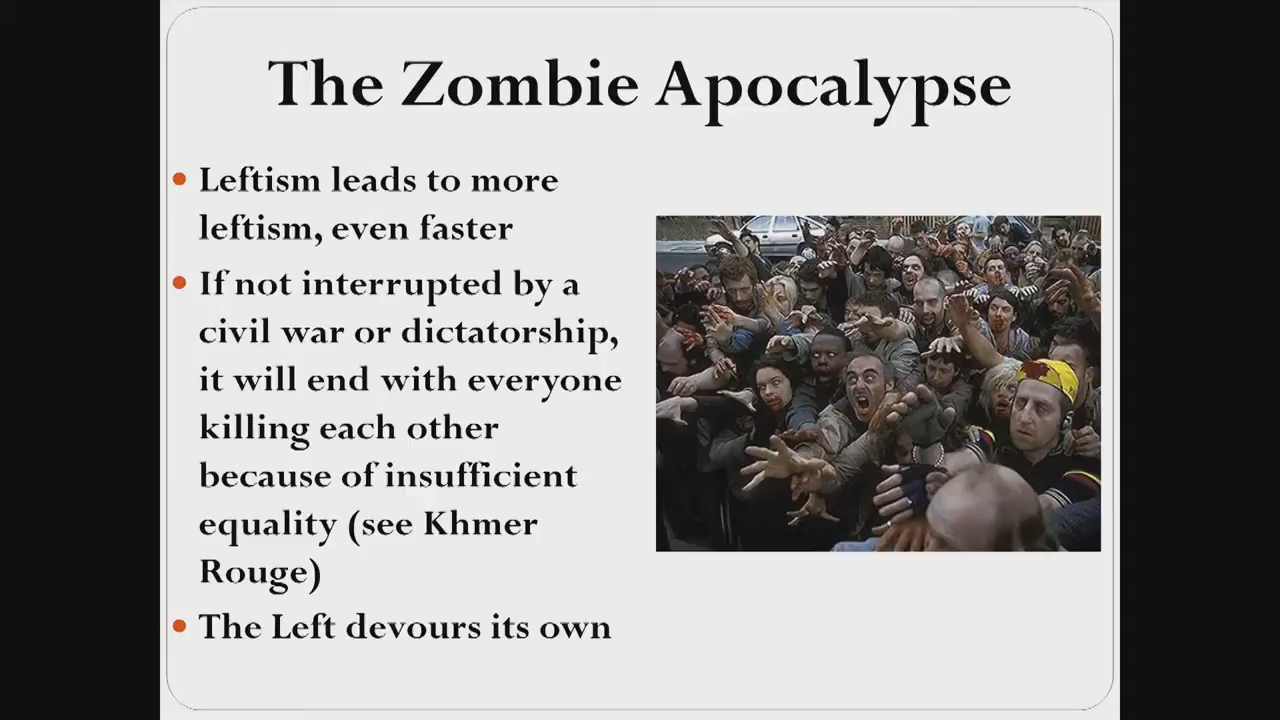 The Zombie Apocalypse
• Leftism leads to more
leftism, even faster
• If not interrupted by a
civil war or dictatorship,
it will end with everyone
killing each other
because of insufficient
equality (see Khmer
Rouge)
• The Left devours its own